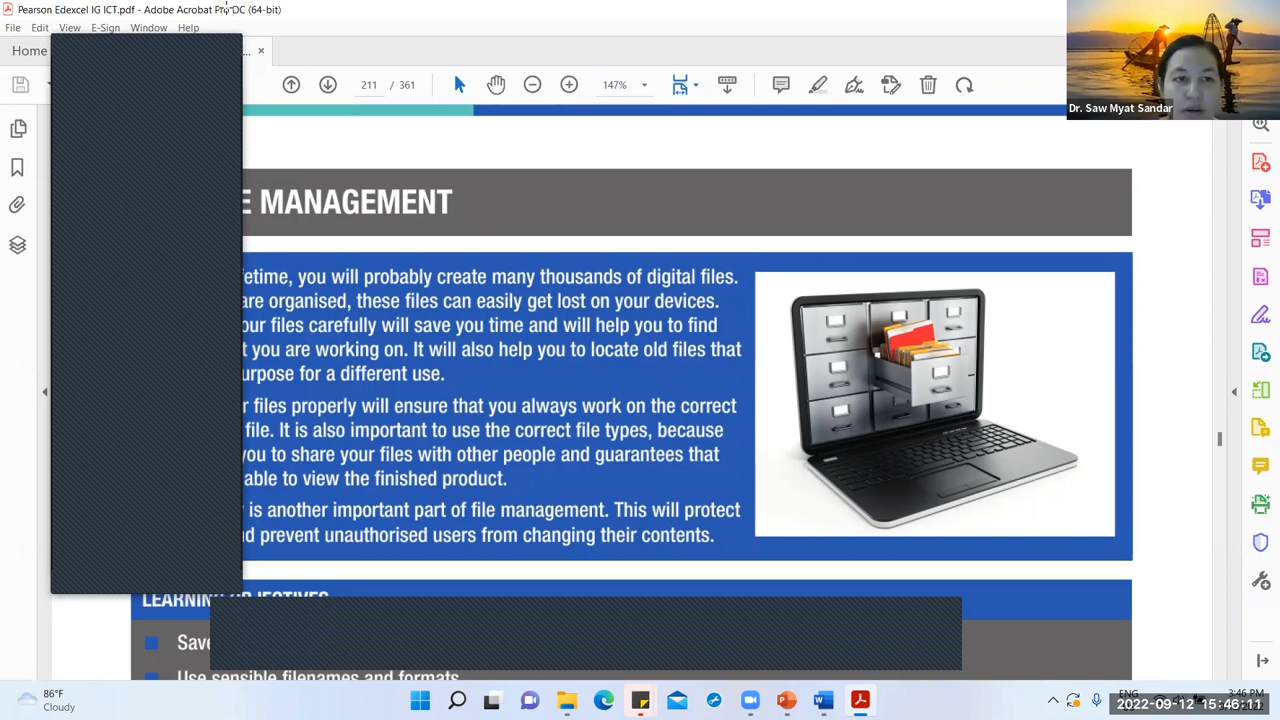 Pearson Edexcel IG ICT.pdf - Adobe Acrobat Pro DC (64-bit)
File Edit View E-Sign Window Help
Home
211 / 361
147%
Dr. Saw Myat Sandar
E MANAGEMENT
fetime, you will probably create many thousands of digital files.
are organised, these files can easily get lost on your devices.
our files carefully will save you time and will help you to find
t you are working on. It will also help you to locate old files that
urpose for a different use.
r files properly will ensure that you always work on the correct
file. It is also important to use the correct file types, because
you to share your files with other people and guarantees that
able to view the finished product.
is another important part of file management. This will protect
d prevent unauthorised users from changing their contents.
LEARNING OBJECTIVES
Save
Use sensible filenames and formats
86°F
Cloudy
ENG
3:46 PM
2022-09-12 15:46:11